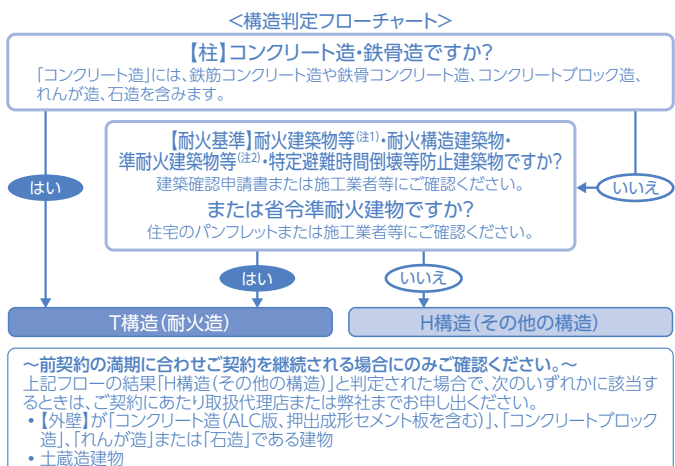 <構造判定フローチャート>
【柱】コンクリート造・鉄骨造ですか?
「コンクリート造」には、鉄筋コンクリート造や鉄骨コンクリート造、コンクリートブロック造、
れんが造、石造を含みます。
【耐火基準】耐火建築物等(注1)・耐火構造建築物・
準耐火建築物等(注2)・特定避難時間倒壊等防止建築物ですか?
建築確認申請書または施工業者等にご確認ください。
または省令準耐火建物ですか?
住宅のパンフレットまたは施工業者等にご確認ください。
はい
いいえ
はい
いいえ
T構造(耐火造)
H構造(その他の構造)
~前契約の満期に合わせご契約を継続される場合にのみご確認ください。~
上記フローの結果「H構造(その他の構造)」と判定された場合で、次のいずれかに該当す
るときは、ご契約にあたり取扱代理店または弊社までお申し出ください。
•【外壁】が「コンクリート造(ALC版、押出成形セメント板を含む)」、「コンクリートブロック
造」、「れんが造」または「石造」である建物
•土蔵造建物